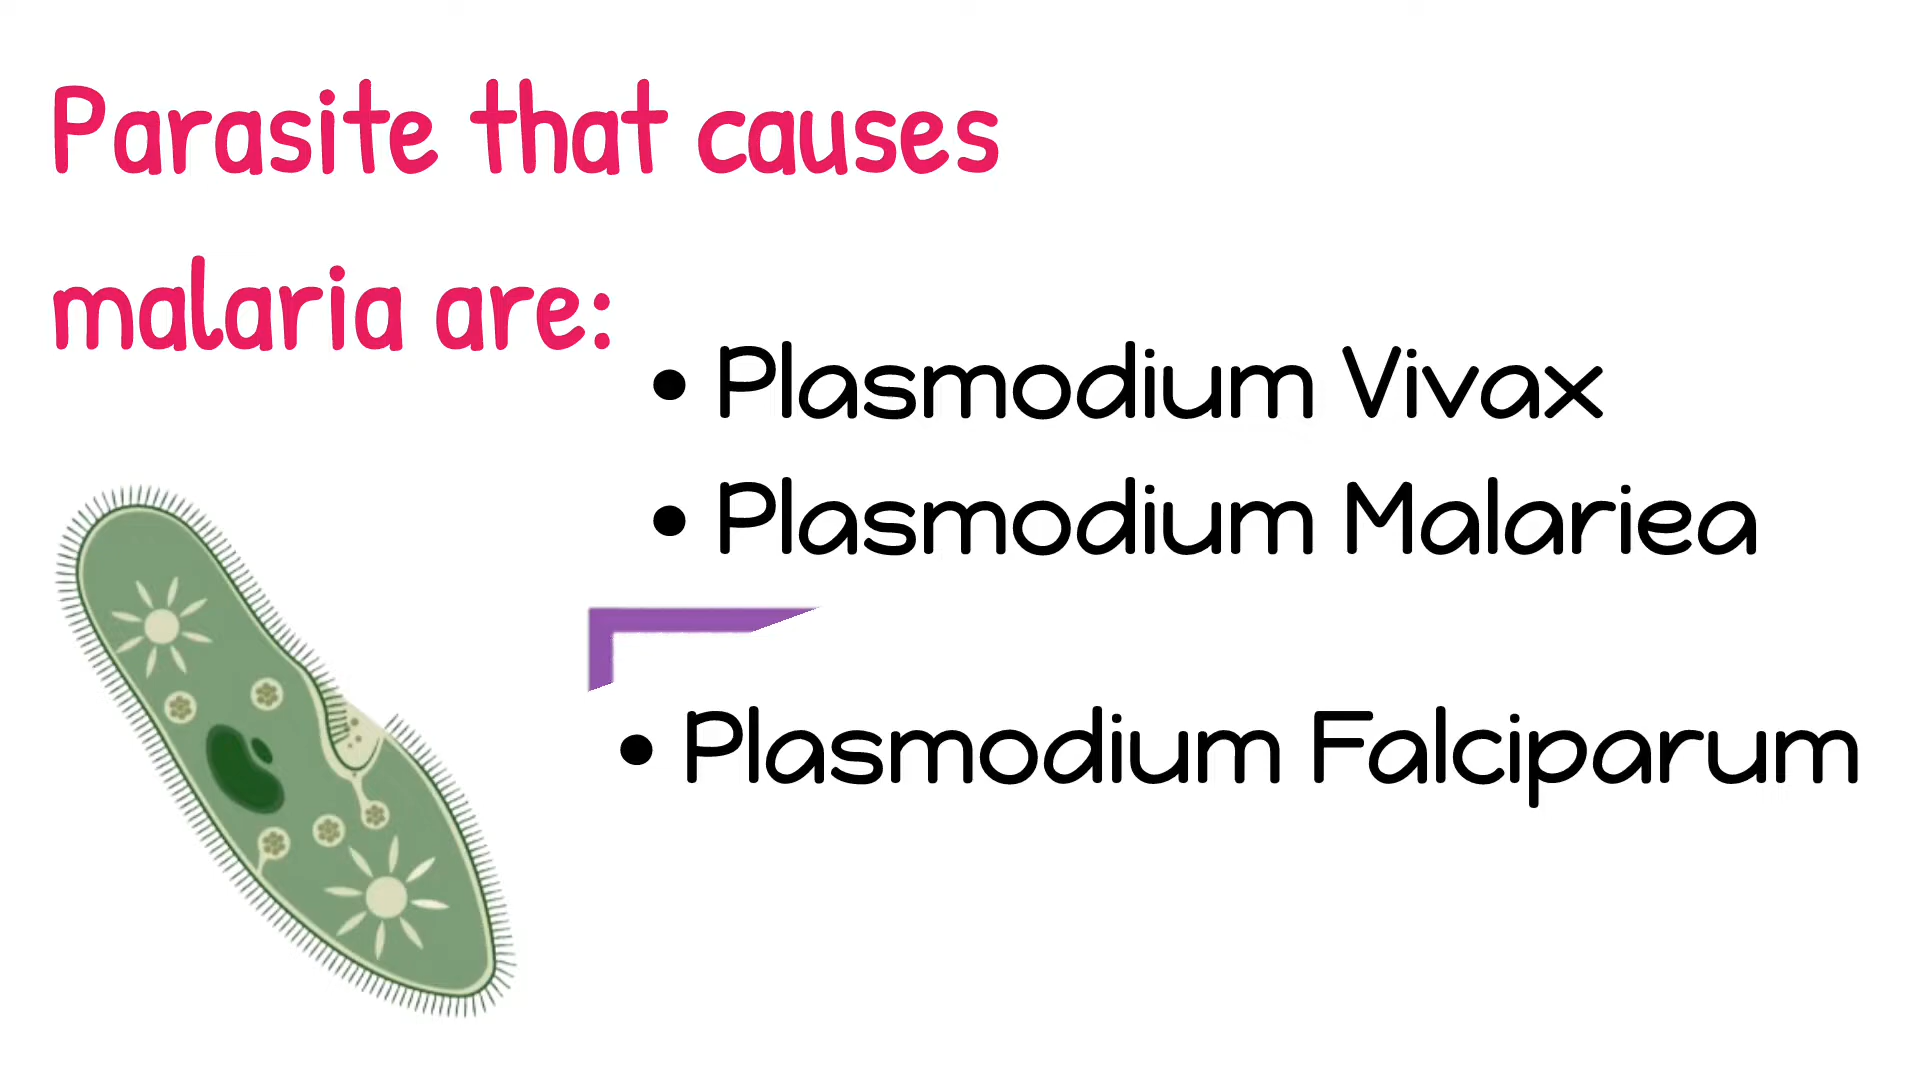 Parasite that causes
malaria are:
• Plasmodium Vivax
• Plasmodium Malariea
• Plasmodium Falciparum